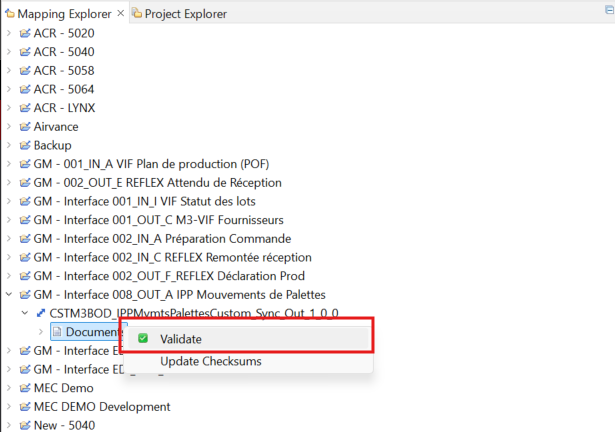 Mapping Explorer × Project Explorer
ACR - 5020
ACR - 5040
ACR - 5058
ACR - 5064
ACR - LYNX
Airvance
Backup
GM - 001_IN_A VIF Plan de production (POF)
GM - 002_OUT_E REFLEX Attendu de Réception
GM - Interface 001_IN_I VIF Statut des lots
GM - Interface 001_OUT_C M3-VIF Fournisseurs
GM - Interface 002_IN_A Préparation Commande
GM - Interface 002_IN_C REFLEX Remontée réception
GM - Interface 002_OUT_F_REFLEX Déclaration Prod
GM - Interface 008_OUT_A IPP Mouvements de Palettes
CSTM3BOD_IPPMvmtsPalettesCustom_Sync_Out_1_0_0
Document
Validate
GM - Interface
Update Checksums
GM - Interface
MEC Demo
MEC DEMO Development
New - 5040